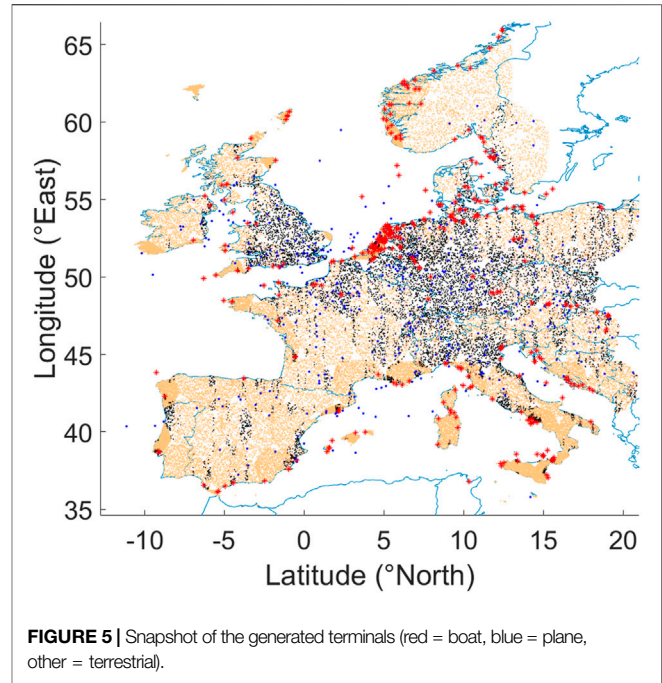 65
60
55
50
45
40
35
Longitude (°East)
-10 -5 0 5 10 15 20
Latitude (°North)
FIGURE 5 | Snapshot of the generated terminals (red = boat, blue = plane,
other = terrestrial).